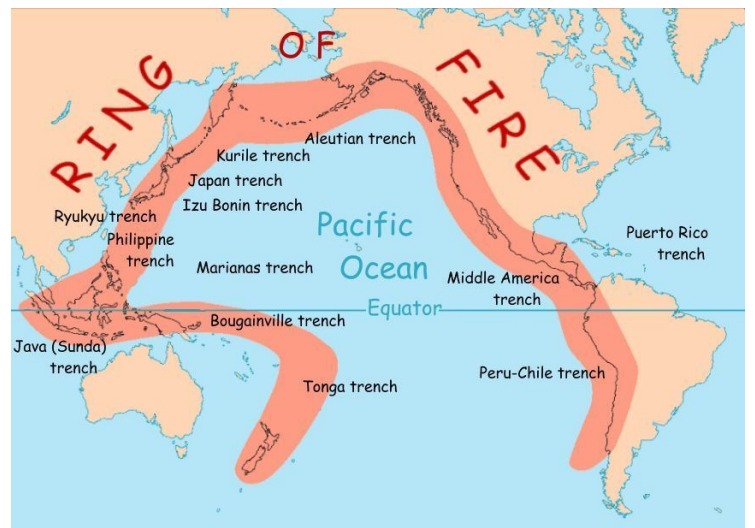 RING OF FIRE
Aleutian trench
Kurile trench
Japan trench
Izu Bonin trench
Ryukyu trench
Philippine
trench
Marianas trench
Pacific
Ocean
Puerto Rico
trench
Middle America
trench
Equator
Bougainville trench
Java (Sunda)
trench
Tonga trench
Peru-Chile trench